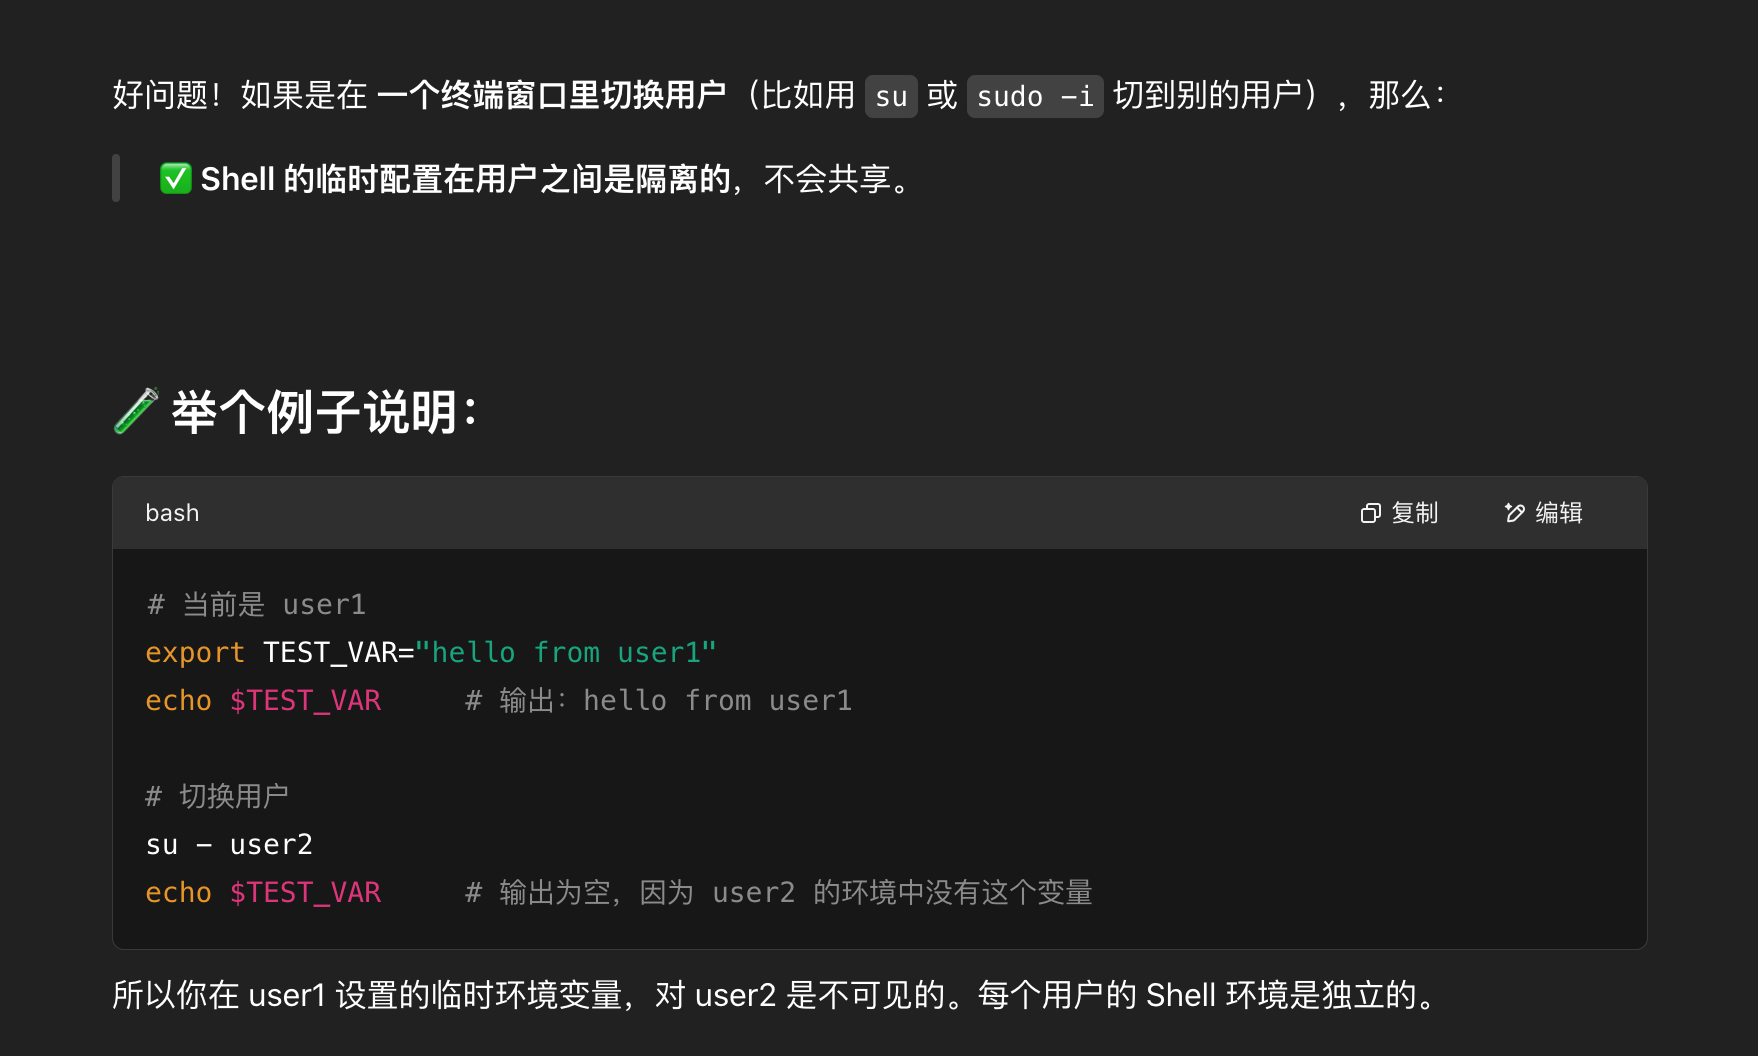 好问题！如果是在 一个终端窗口里切换用户（比如用 su 或 sudo -i 切到别的用户），那么：
✅ Shell 的临时配置在用户之间是隔离的，不会共享。
🧪 举个例子说明：
bash 复制 编辑
# 当前是 user1
export TEST_VAR="hello from user1"
echo $TEST_VAR     # 输出：hello from user1
# 切换用户
su - user2
echo $TEST_VAR     # 输出为空，因为 user2 的环境中没有这个变量
所以你在 user1 设置的临时环境变量，对 user2 是不可见的。每个用户的 Shell 环境是独立的。